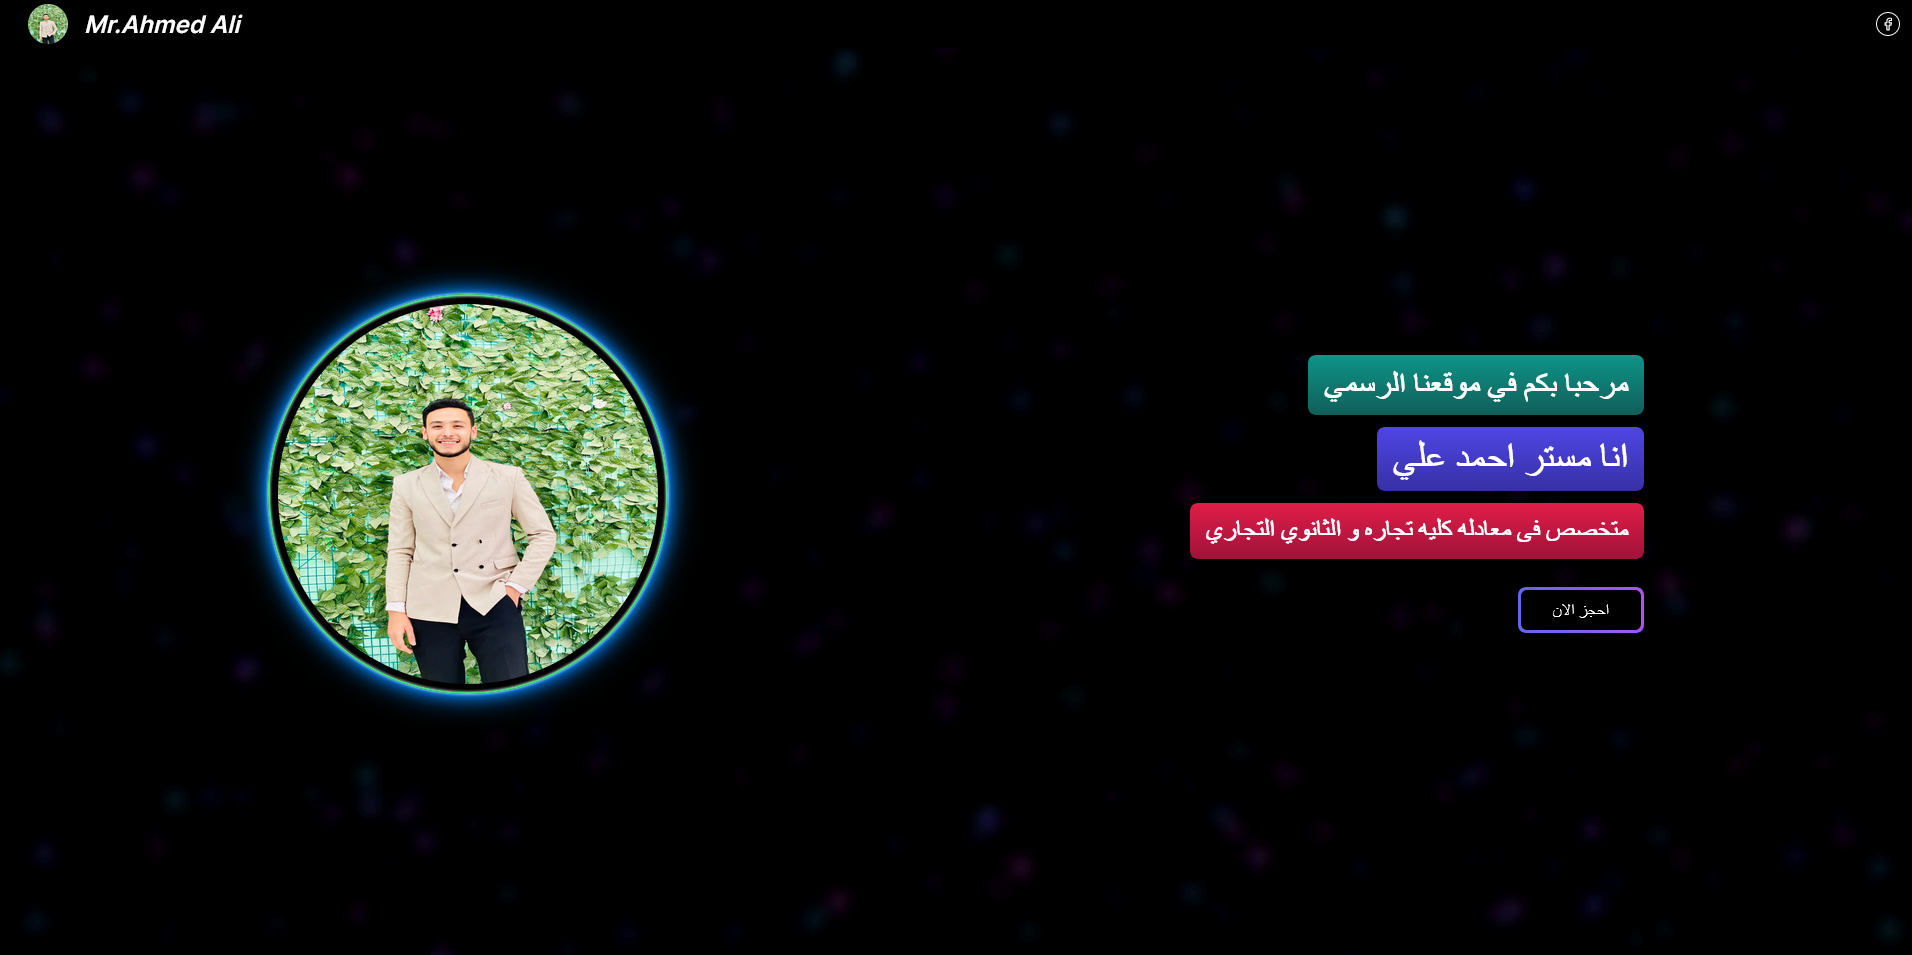 Mr.Ahmed Ali
مرحبا بكم في موقعنا الرسمي
انا مستر احمد علي
متخصص فى معادله كليه تجاره و الثانوي التجاري
احجز الان